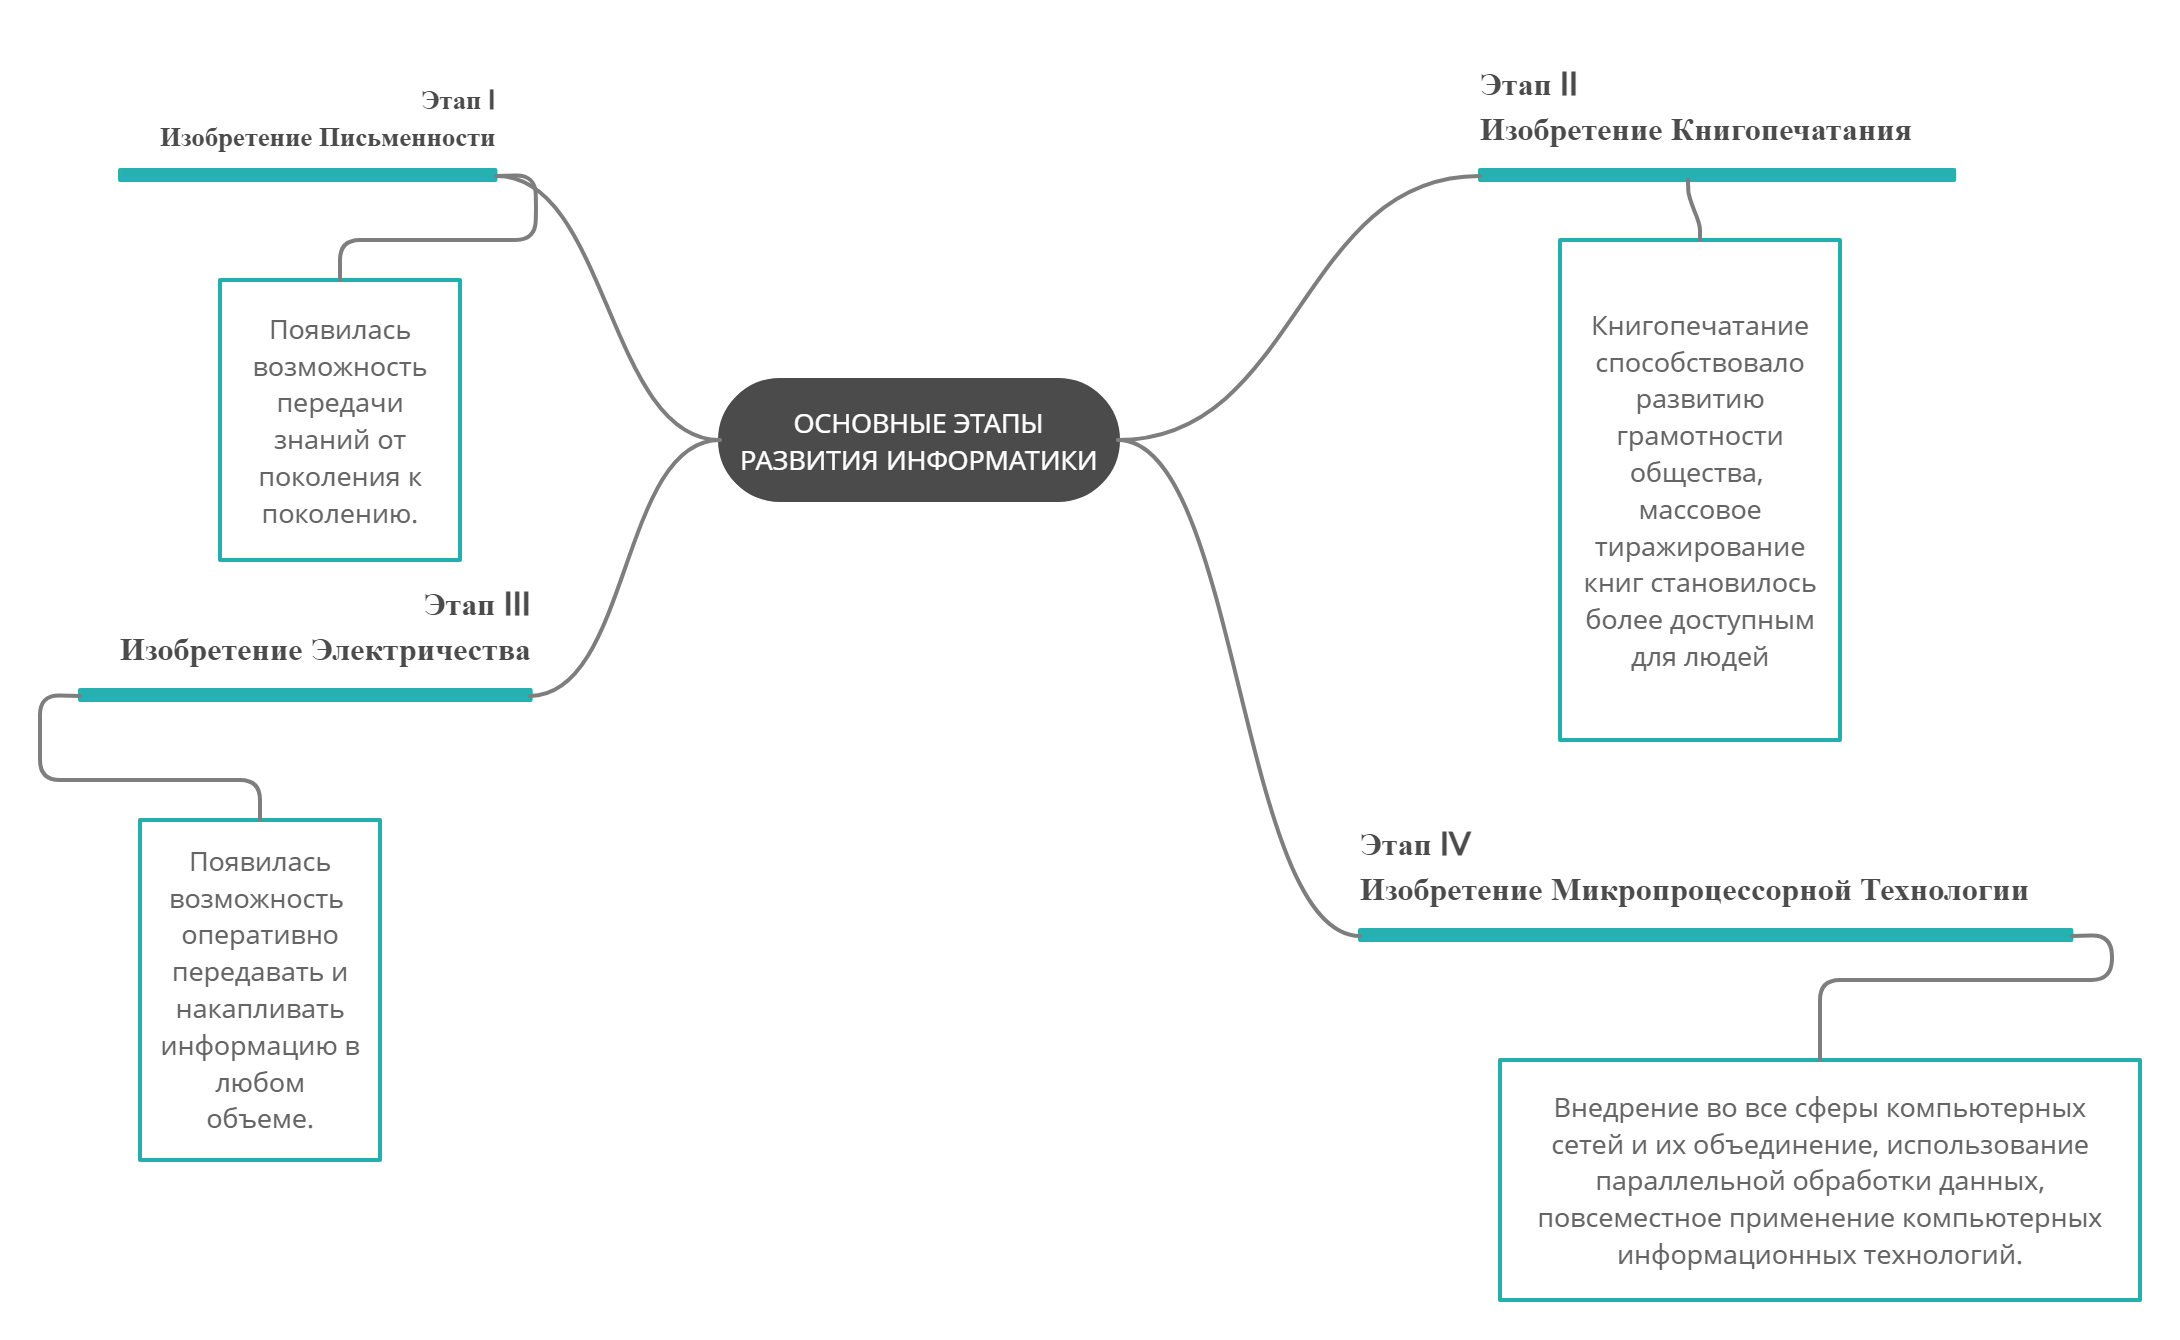 Этап Ⅰ
Изобретение Письменности
Появилась
возможность
передачи
знаний от
поколения к
поколению.
Этап Ⅱ
Изобретение Книгопечатания
Книгопечатание
способствовало
развитию
грамотности
общества,
массовое
тиражирование
книг становилось
более доступным
для людей
ОСНОВНЫЕ ЭТАПЫ
РАЗВИТИЯ ИНФОРМАТИКИ
Этап Ⅲ
Изобретение Электричества
Появилась
возможность
оперативно
передавать и
накапливать
информацию в
любом
объеме.
Этап Ⅳ
Изобретение Микропроцессорной Технологии
Внедрение во все сферы компьютерных
сетей и их объединение, использование
параллельной обработки данных,
повсеместное применение компьютерных
информационных технологий.